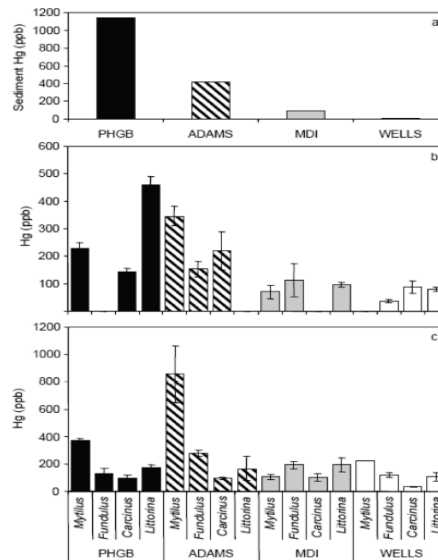 a
Sediment Hg (ppb)
1200
1000
800
600
400
200
0
PHGB ADAMS MDI WELLS
b
Hg (ppb)
600
500
400
300
200
100
c
Hg (ppb)
1200
1000
800
600
400
200
0
Mytilus Fundulus Carcinus Littorina Mytilus Fundulus Carcinus Littorina Mytilus Fundulus Carcinus Littorina Mytilus Fundulus Carcinus Littorina
PHGB ADAMS MDI WELLS